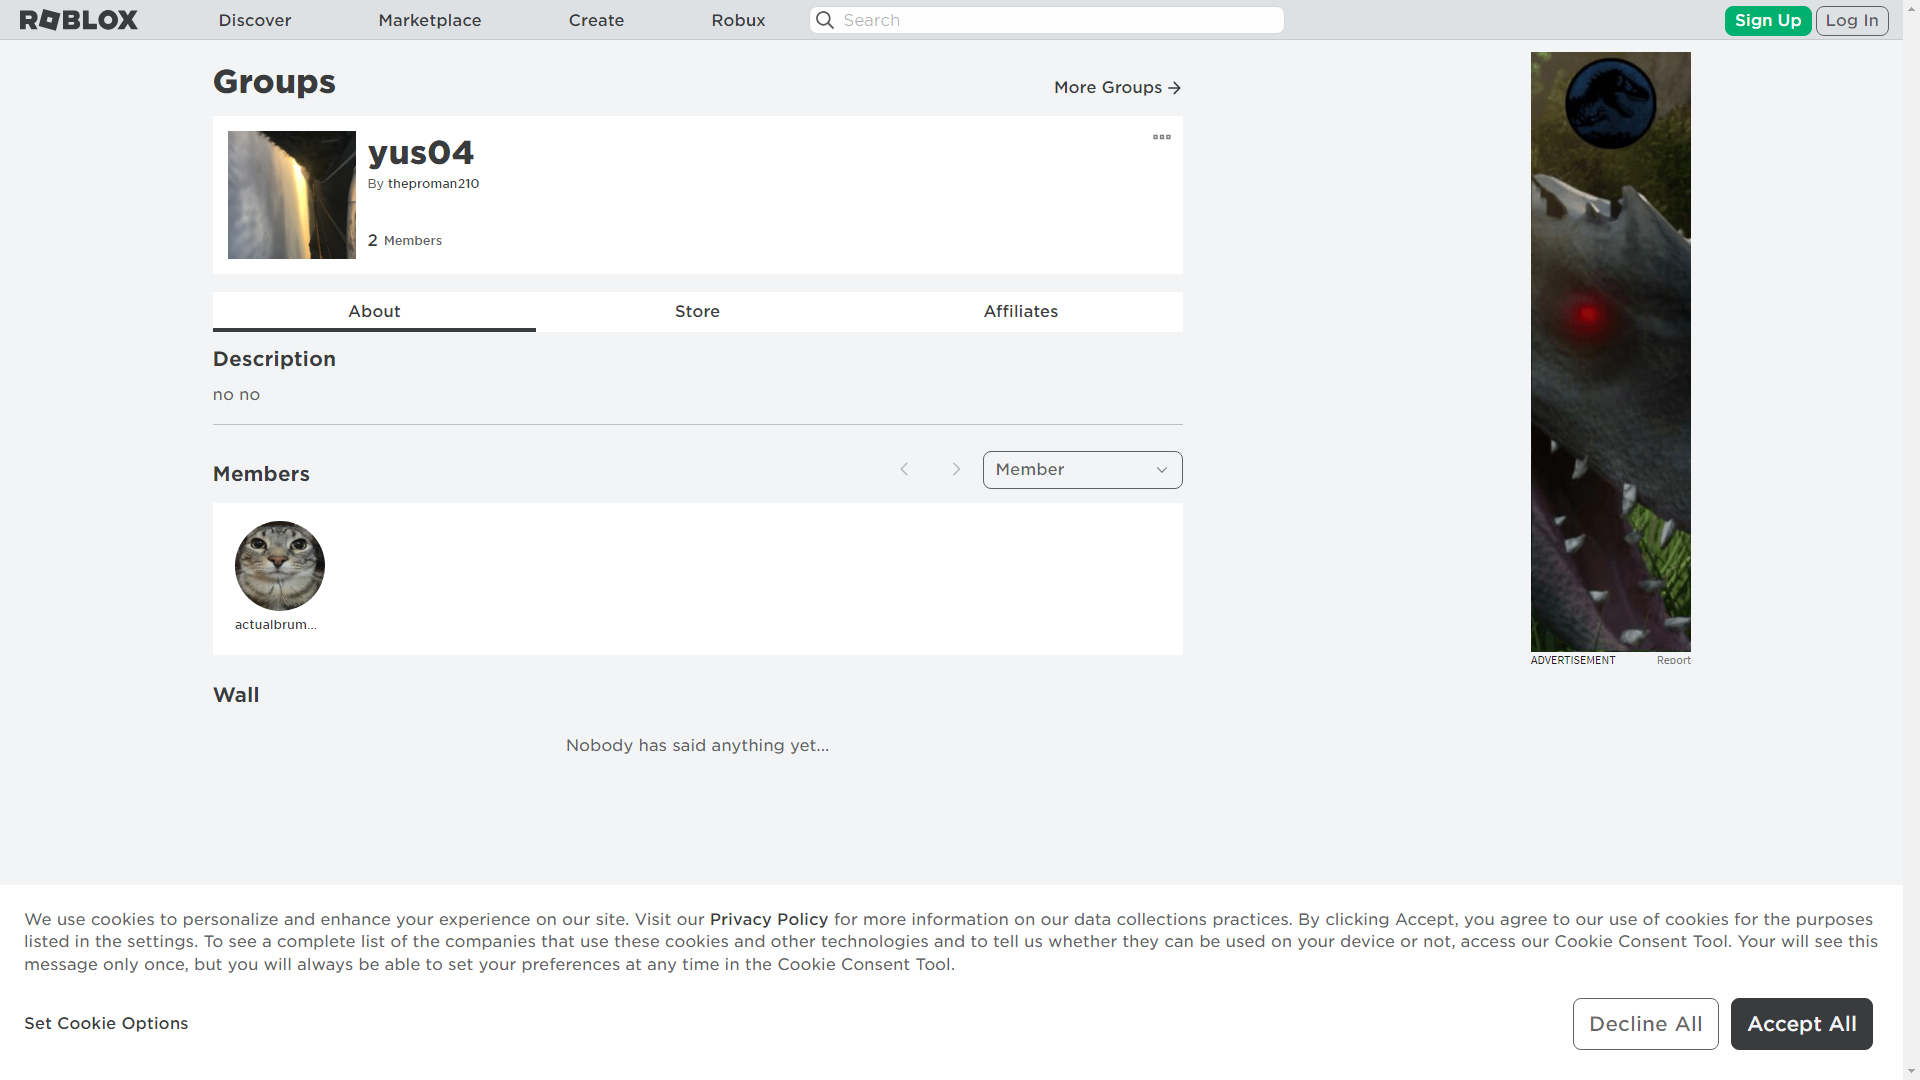 ROBLOX
Discover
Marketplace
Create
Robux
Search
Sign Up
Log In
Groups
More Groups
yus04
By theproman210
2 Members
About
Store
Affiliates
Description
no no
Members
Member
actualbrum...
Wall
Nobody has said anything yet...
ADVERTISEMENT
Report
We use cookies to personalize and enhance your experience on our site. Visit our Privacy Policy for more information on our data collections practices. By clicking Accept, you agree to our use of cookies for the purposes
listed in the settings. To see a complete list of the companies that use these cookies and other technologies and to tell us whether they can be used on your device or not, access our Cookie Consent Tool. Your will see this
message only once, but you will always be able to set your preferences at any time in the Cookie Consent Tool.
Set Cookie Options
Decline All
Accept All